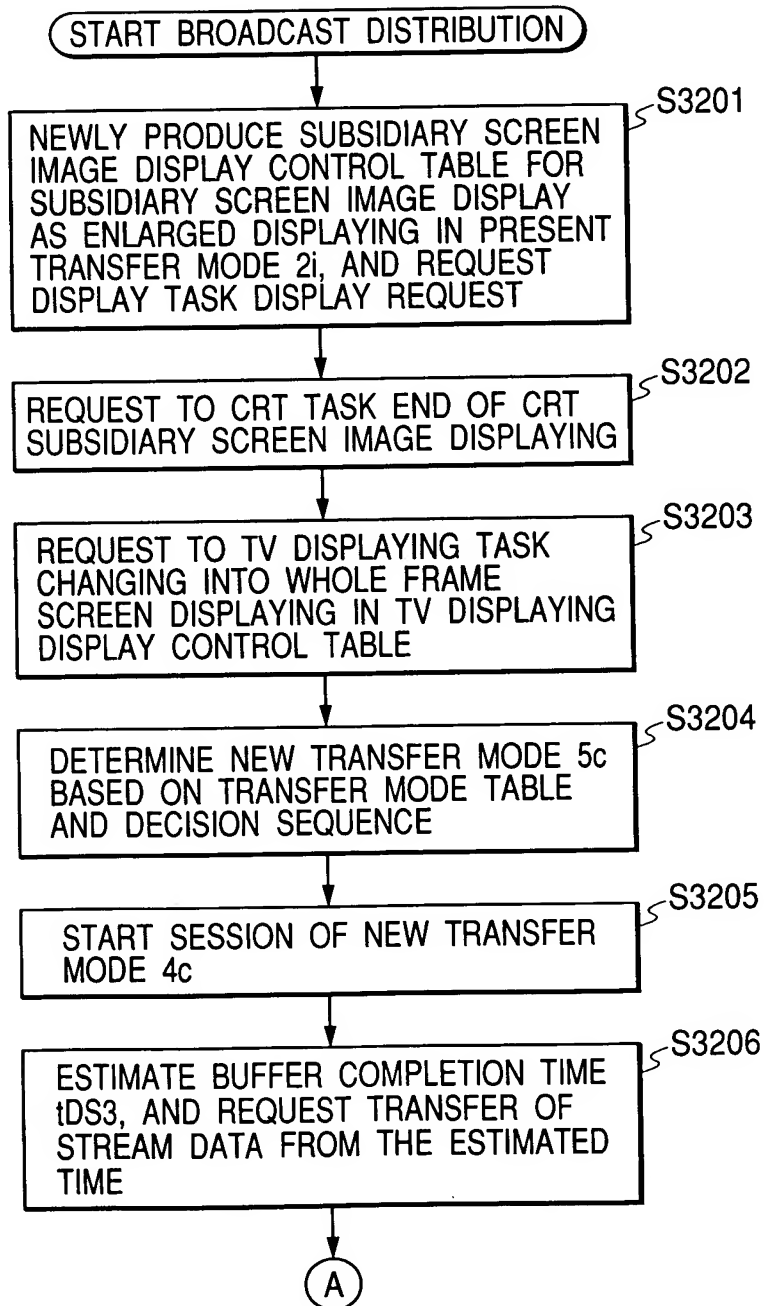 START BROADCAST DISTRIBUTION
S3201
NEWLY PRODUCE SUBSIDIARY SCREEN
IMAGE DISPLAY CONTROL TABLE FOR
SUBSIDIARY SCREEN IMAGE DISPLAY
AS ENLARGED DISPLAYING IN PRESENT
TRANSFER MODE 2i, AND REQUEST
DISPLAY TASK DISPLAY REQUEST
S3202
REQUEST TO CRT TASK END OF CRT
SUBSIDIARY SCREEN IMAGE DISPLAYING
S3203
REQUEST TO TV DISPLAYING TASK
CHANGING INTO WHOLE FRAME
SCREEN DISPLAYING IN TV DISPLAYING
DISPLAY CONTROL TABLE
S3204
DETERMINE NEW TRANSFER MODE 5c
BASED ON TRANSFER MODE TABLE
AND DECISION SEQUENCE
S3205
START SESSION OF NEW TRANSFER
MODE 4c
S3206
ESTIMATE BUFFER COMPLETION TIME
tDS3, AND REQUEST TRANSFER OF
STREAM DATA FROM THE ESTIMATED
TIME
A